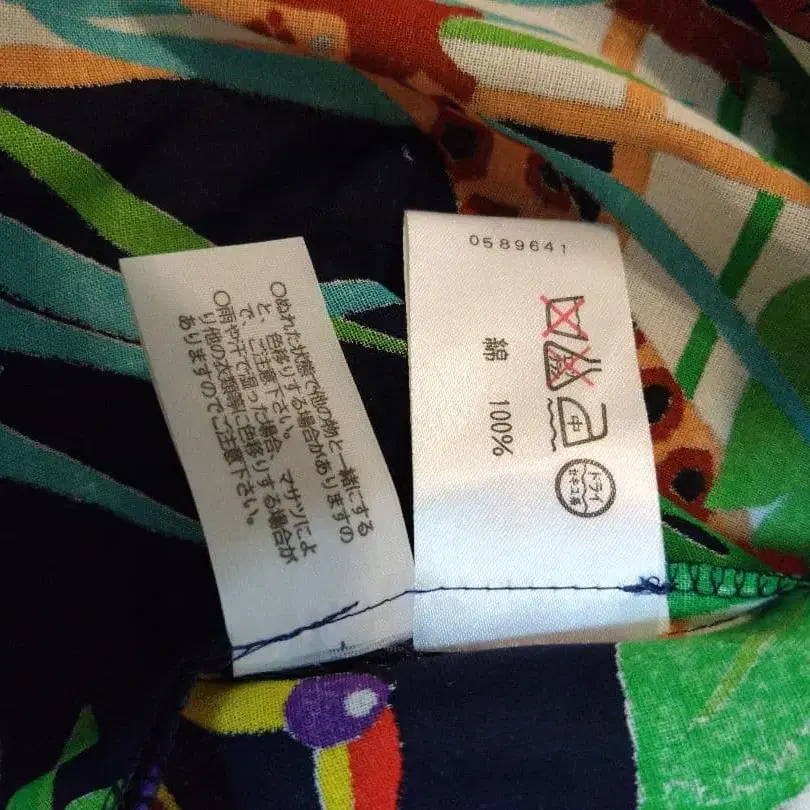 ○ぬれた状態で他の物と一緒にする
と、色移りする場合がありますの
で、ご注意下さい。
○雨や汗で湿った場合、マサツによ
り他の衣類等に色移りする場合が
ありますのでご注意下さい。
0589641
中
ドライ
セキユ系
綿 100%